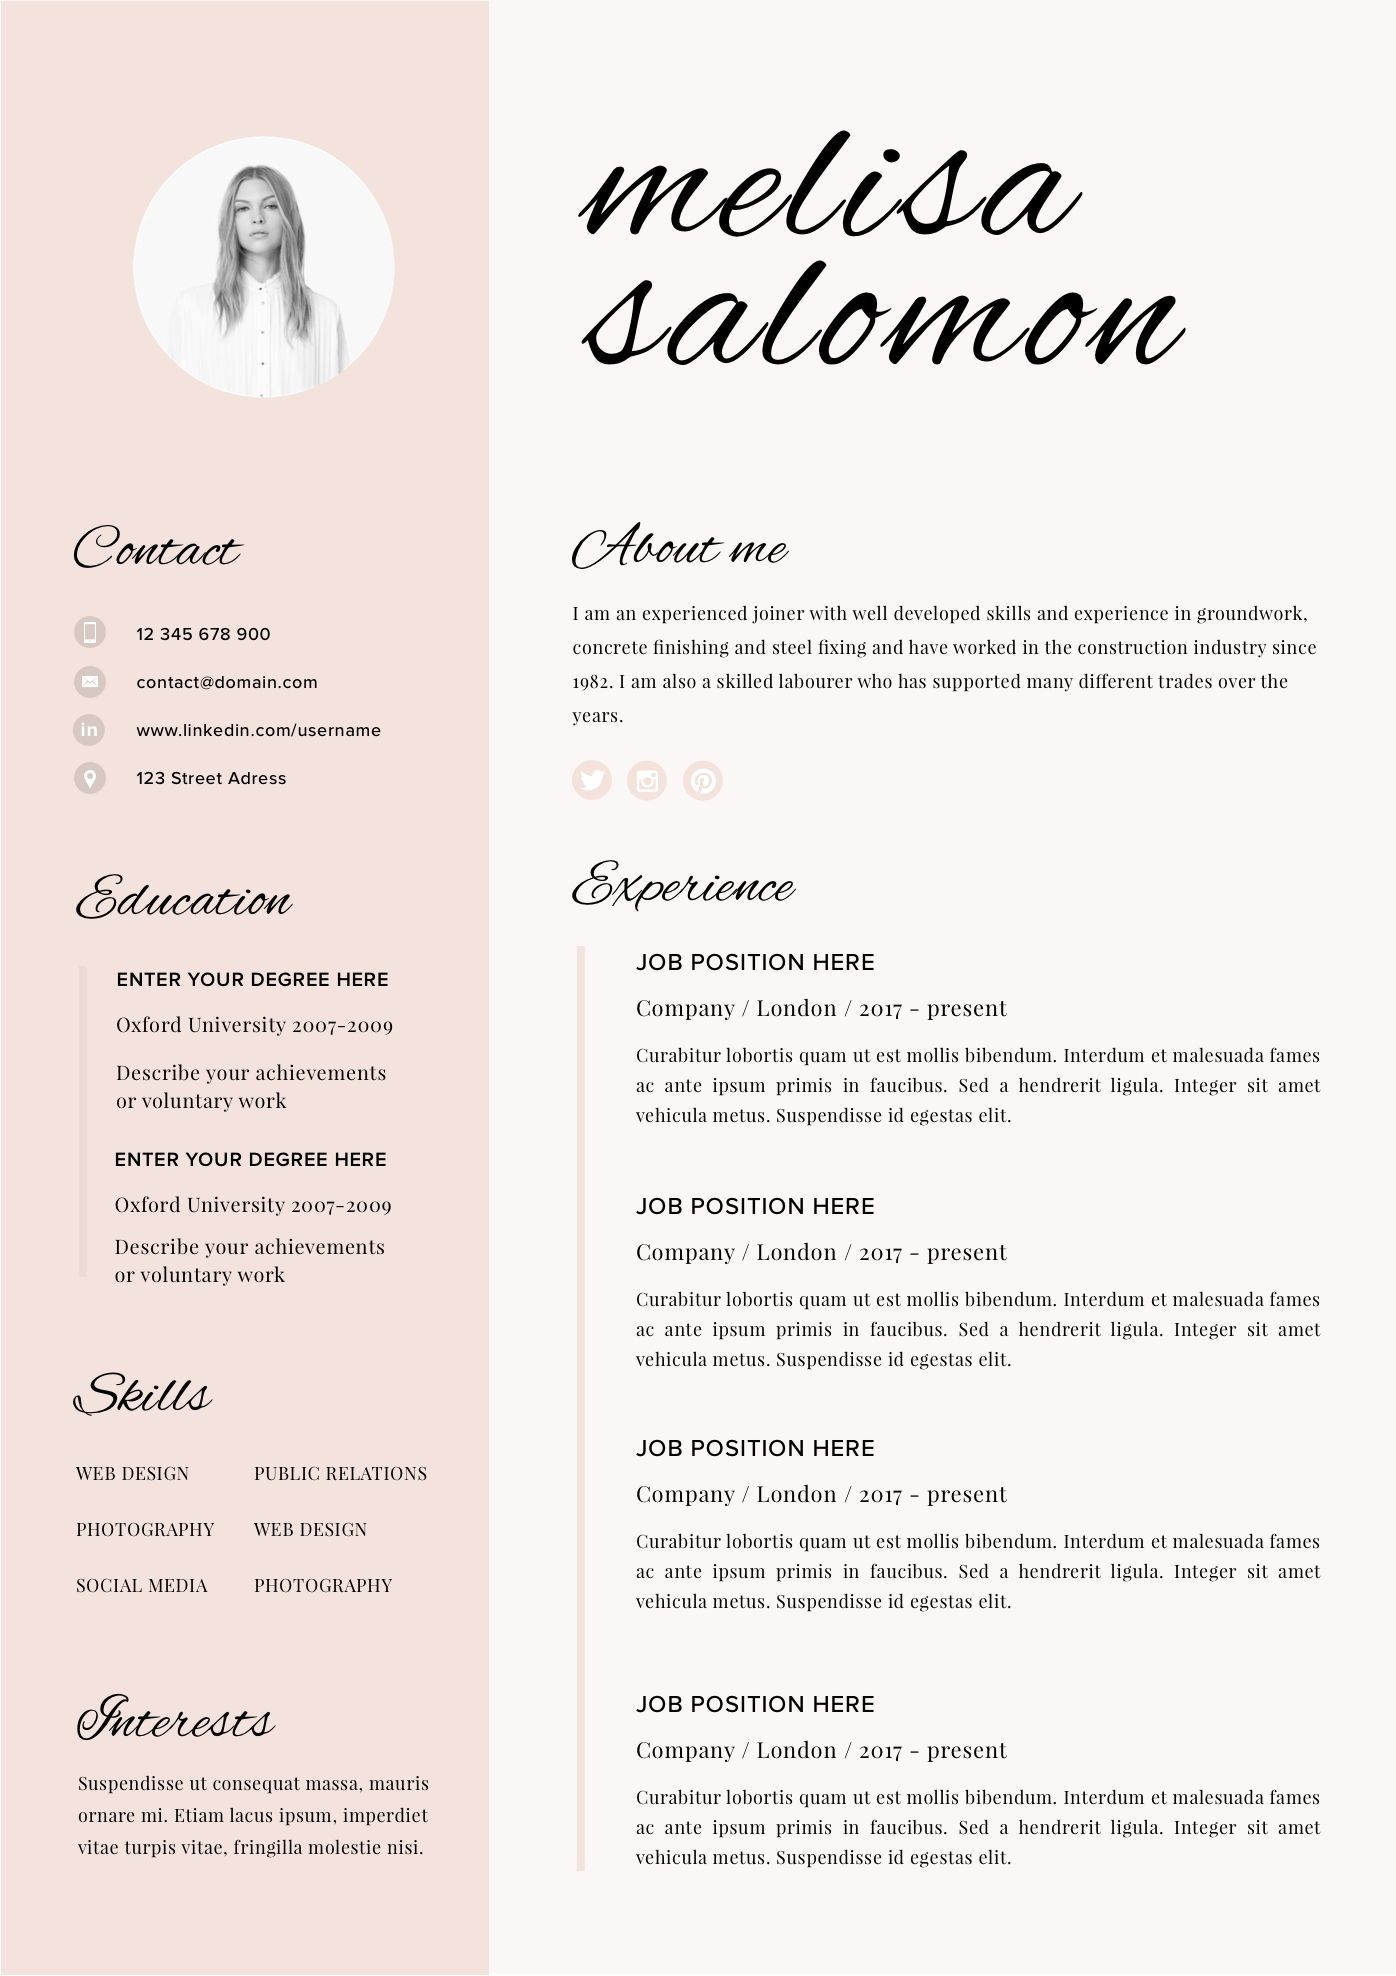 melisa
salomon
Contact
12 345 678 900
contact@domain.com
in
www.linkedin.com/username
123 Street Adress
Education
ENTER YOUR DEGREE HERE
Oxford University 2007-2009
Describe your achievements
or voluntary work
ENTER YOUR DEGREE HERE
Oxford University 2007-2009
Describe your achievements
or voluntary work
Skills
WEB DESIGN PUBLIC RELATIONS
PHOTOGRAPHY WEB DESIGN
SOCIAL MEDIA PHOTOGRAPHY
Interests
Suspendisse ut consequat massa, mauris
ornare mi. Etiam lacus ipsum, imperdiet
vitae turpis vitae, fringilla molestie nisi.
About me
I am an experienced joiner with well developed skills and experience in groundwork,
concrete finishing and steel fixing and have worked in the construction industry since
1982. I am also a skilled labourer who has supported many different trades over the
years.
Experience
JOB POSITION HERE
Company / London / 2017 - present
Curabitur lobortis quam ut est mollis bibendum. Interdum et malesuada fames
ac ante ipsum primis in faucibus. Sed a hendrerit ligula. Integer sit amet
vehicula metus. Suspendisse id egestas elit.
JOB POSITION HERE
Company / London / 2017 - present
Curabitur lobortis quam ut est mollis bibendum. Interdum et malesuada fames
ac ante ipsum primis in faucibus. Sed a hendrerit ligula. Integer sit amet
vehicula metus. Suspendisse id egestas elit.
JOB POSITION HERE
Company / London / 2017 - present
Curabitur lobortis quam ut est mollis bibendum. Interdum et malesuada fames
ac ante ipsum primis in faucibus. Sed a hendrerit ligula. Integer sit amet
vehicula metus. Suspendisse id egestas elit.
JOB POSITION HERE
Company / London / 2017 - present
Curabitur lobortis quam ut est mollis bibendum. Interdum et malesuada fames
ac ante ipsum primis in faucibus. Sed a hendrerit ligula. Integer sit amet
vehicula metus. Suspendisse id egestas elit.